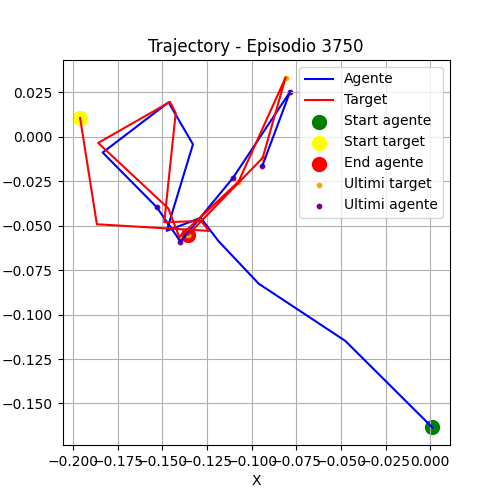 Trajectory - Episodio 3750
Agente
Target
Start agente
Start target
End agente
Ultimi target
Ultimi agente
0.025
0.000
−0.025
−0.050
−0.075
−0.100
−0.125
−0.150
−0.200 −0.175 −0.150 −0.125 −0.100 −0.075 −0.050 −0.025 0.000
X